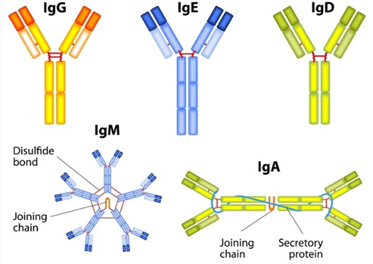 IgG
IgE
IgD
IgM
Disulfide
bond
Joining
chain
IgA
Joining
chain
Secretory
protein